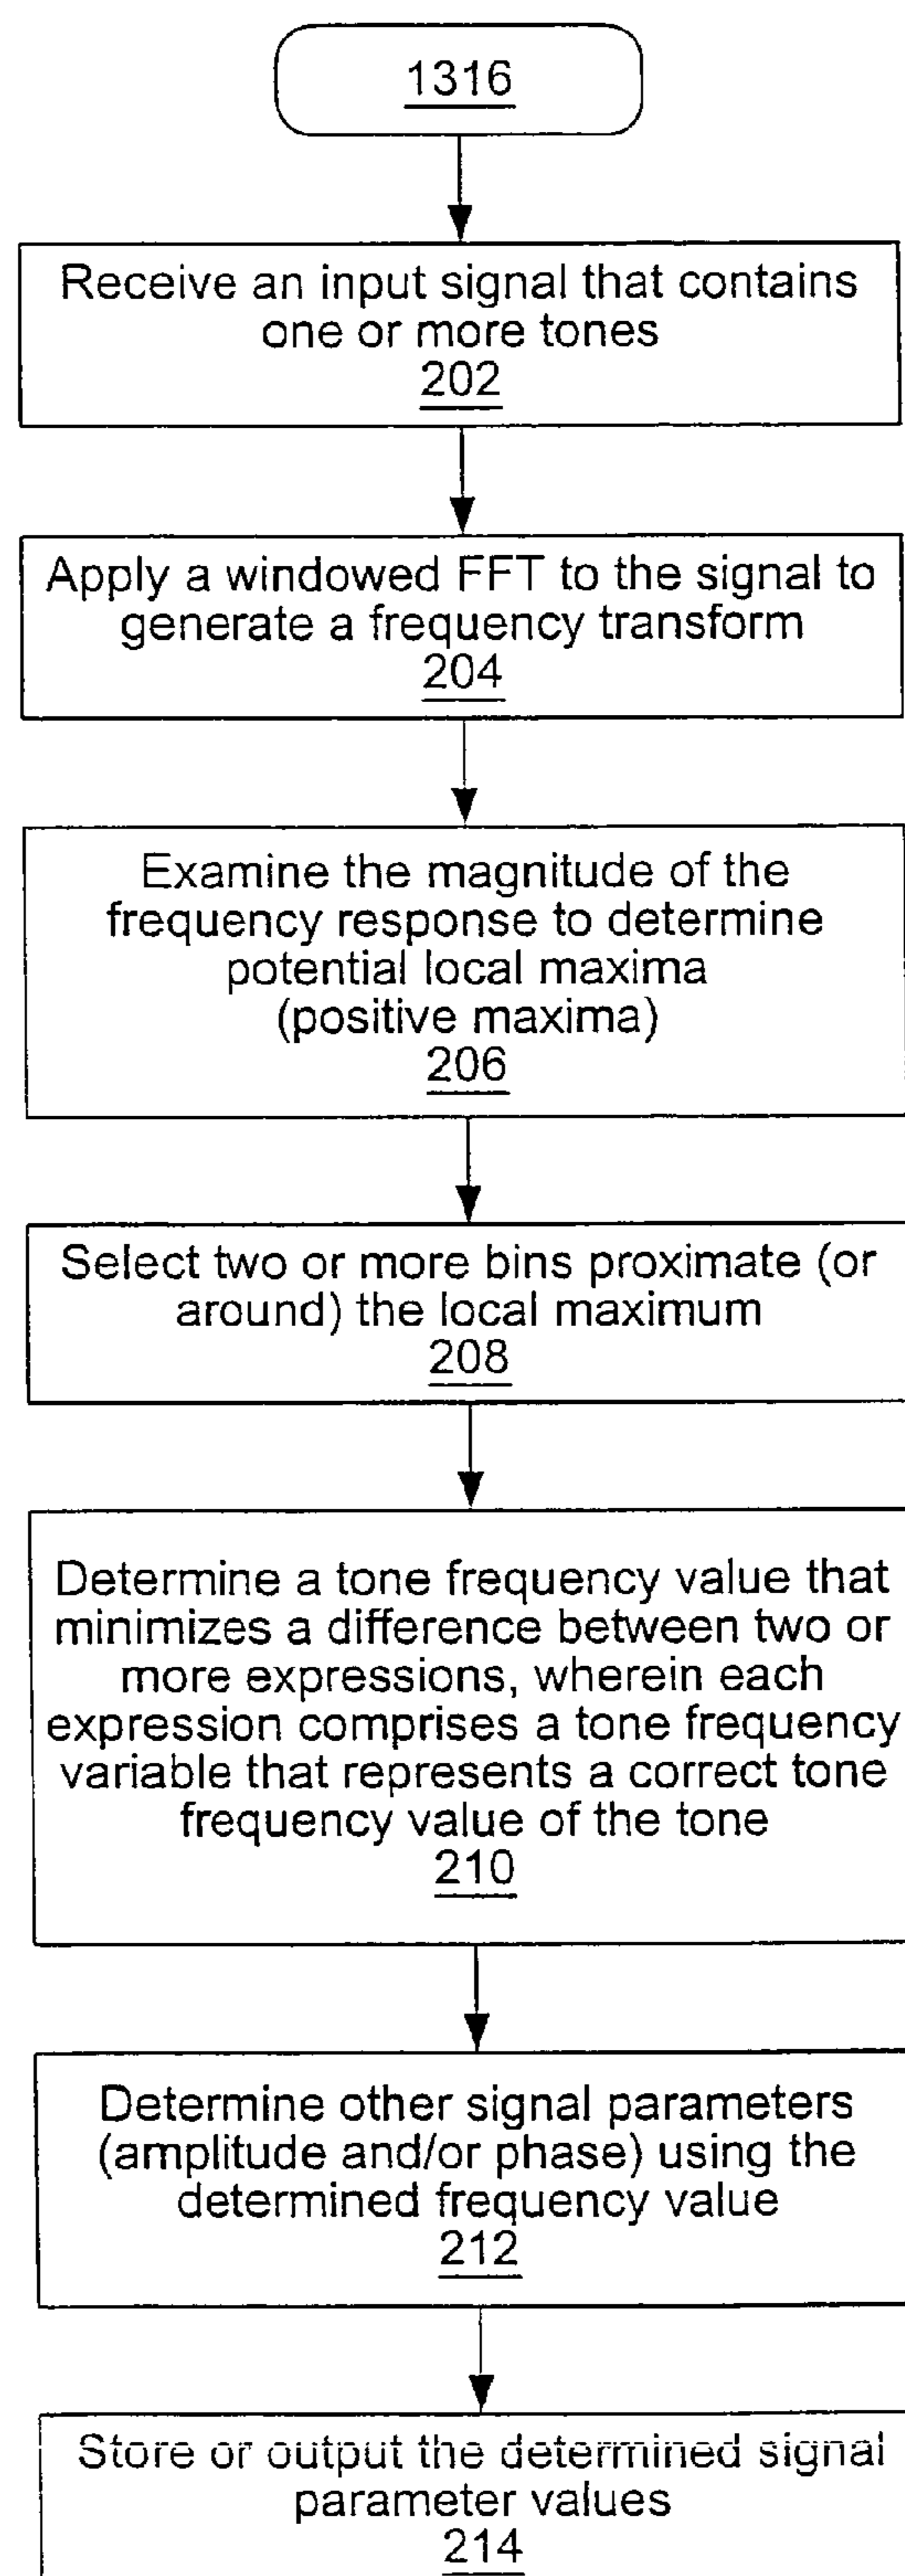 1316
Receive an input signal that contains
one or more tones
202
Apply a windowed FFT to the signal to
generate a frequency transform
204
Examine the magnitude of the
frequency response to determine
potential local maxima
(positive maxima)
206
Select two or more bins proximate (or
around) the local maximum
208
Determine a tone frequency value that
minimizes a difference between two or
more expressions, wherein each
expression comprises a tone frequency
variable that represents a correct tone
frequency value of the tone
210
Determine other signal parameters
(amplitude and/or phase) using the
determined frequency value
212
Store or output the determined signal
parameter values
214